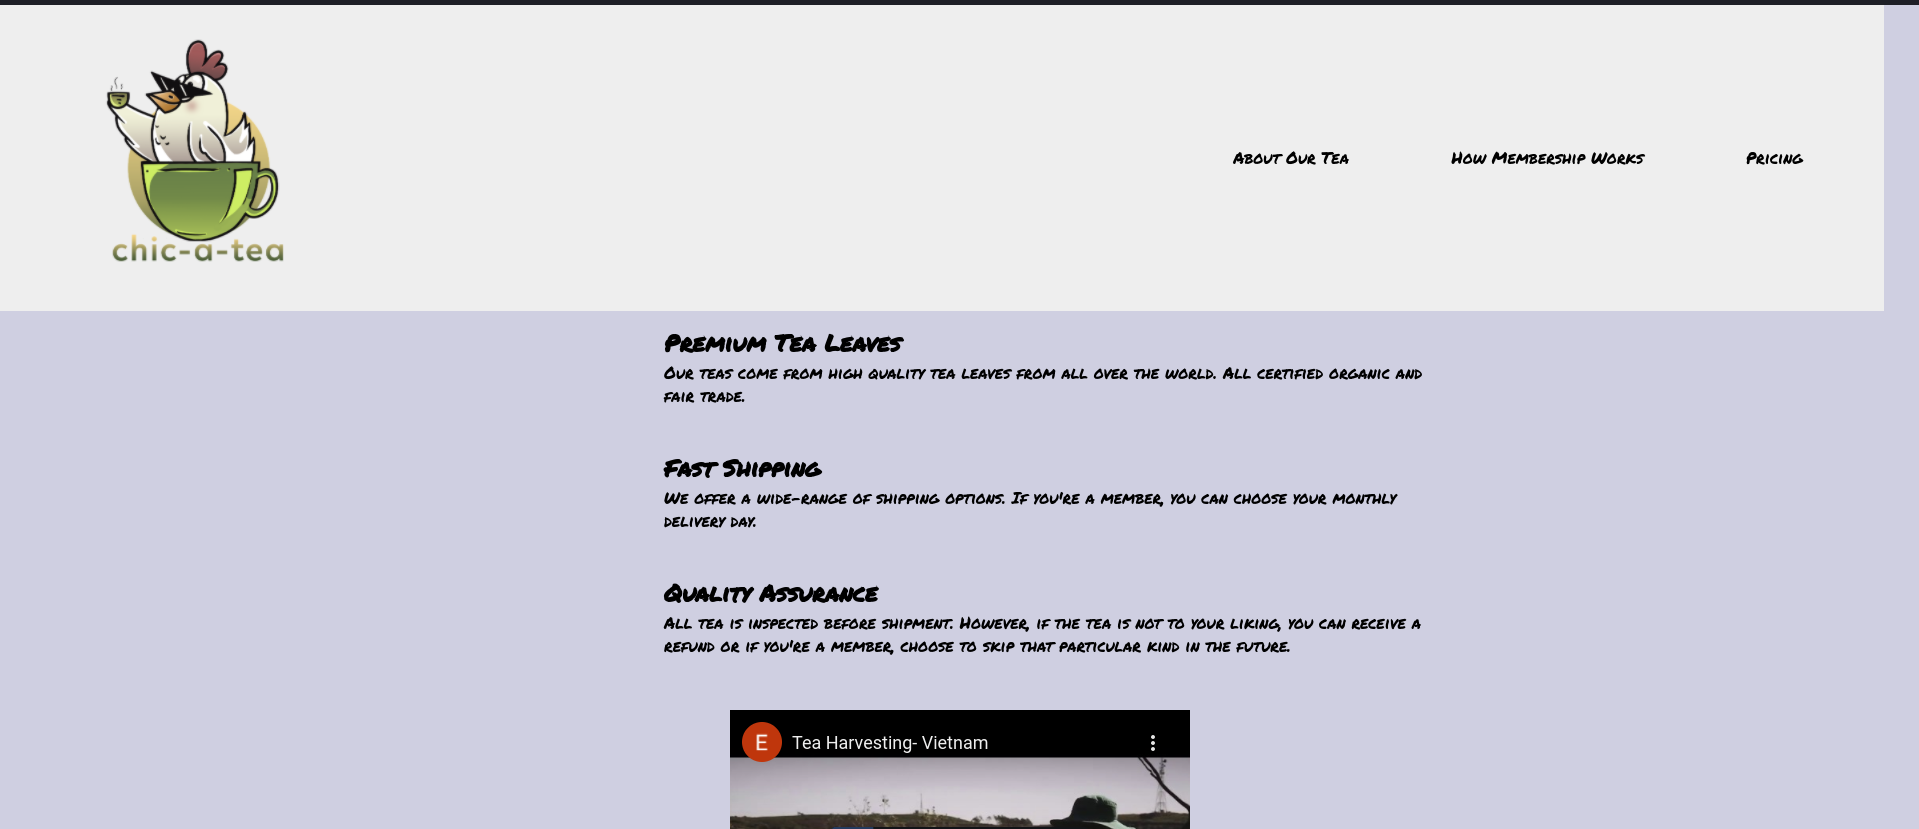 chic-a-tea
About Our Tea
How Membership Works
Pricing
Premium Tea Leaves
Our teas come from high quality tea leaves from all over the world. All certified organic and
fair trade.
Fast Shipping
We offer a wide-range of shipping options. If you're a member, you can choose your monthly
delivery day.
Quality Assurance
All tea is inspected before shipment. However, if the tea is not to your liking, you can receive a
refund or if you're a member, choose to skip that particular kind in the future.
E
Tea Harvesting- Vietnam